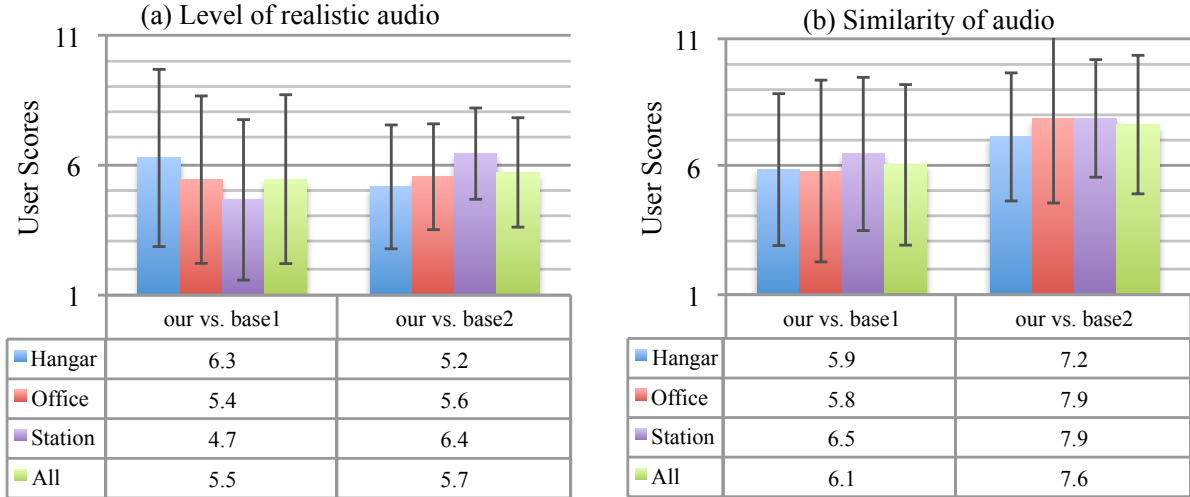 (a) Level of realistic audio
11
6
1
User Scores
our vs. base1 our vs. base2
Hangar 6.3 5.2
Office 5.4 5.6
Station 4.7 6.4
All 5.5 5.7
(b) Similarity of audio
11
6
1
User Scores
our vs. base1 our vs. base2
Hangar 5.9 7.2
Office 5.8 7.9
Station 6.5 7.9
All 6.1 7.6